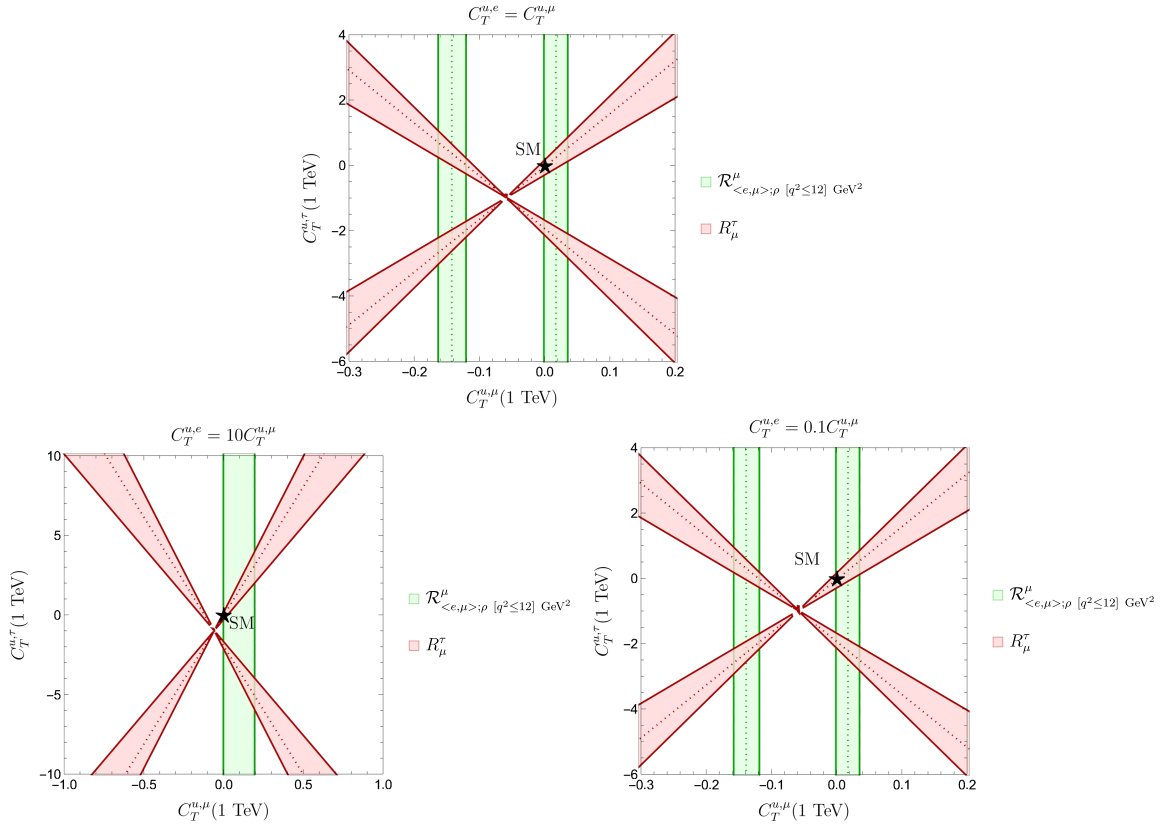 C_T^{u,e} = C_T^{u,μ}
4
2
0
−2
−4
−6
C_T^{u,τ}(1 TeV)
SM
−0.3 −0.2 −0.1 0.0 0.1 0.2
C_T^{u,μ}(1 TeV)
ℛ^μ_{<e,μ>;ρ [q²≤12] GeV²}
R_μ^τ
C_T^{u,e} = 10C_T^{u,μ}
10
5
0
−5
−10
C_T^{u,τ}(1 TeV)
SM
−1.0 −0.5 0.0 0.5 1.0
C_T^{u,μ}(1 TeV)
ℛ^μ_{<e,μ>;ρ [q²≤12] GeV²}
R_μ^τ
C_T^{u,e} = 0.1C_T^{u,μ}
4
2
0
−2
−4
−6
C_T^{u,τ}(1 TeV)
SM
−0.3 −0.2 −0.1 0.0 0.1 0.2
C_T^{u,μ}(1 TeV)
ℛ^μ_{<e,μ>;ρ [q²≤12] GeV²}
R_μ^τ